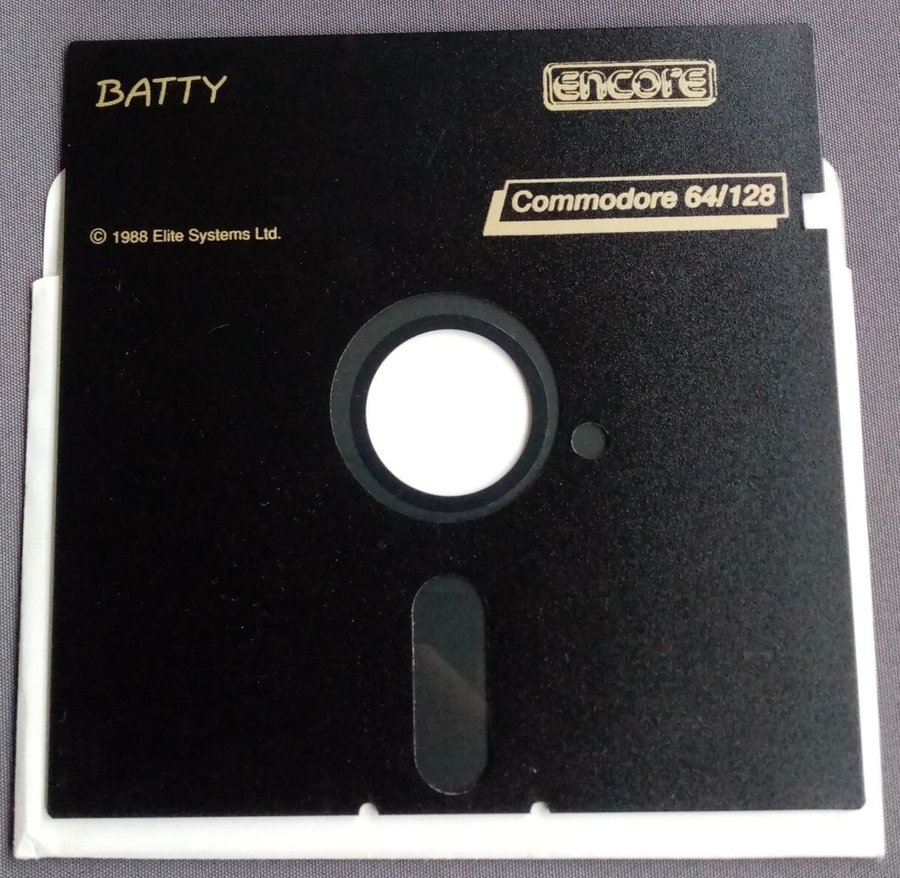 BATTY
ENCORE
Commodore 64/128
© 1988 Elite Systems Ltd.